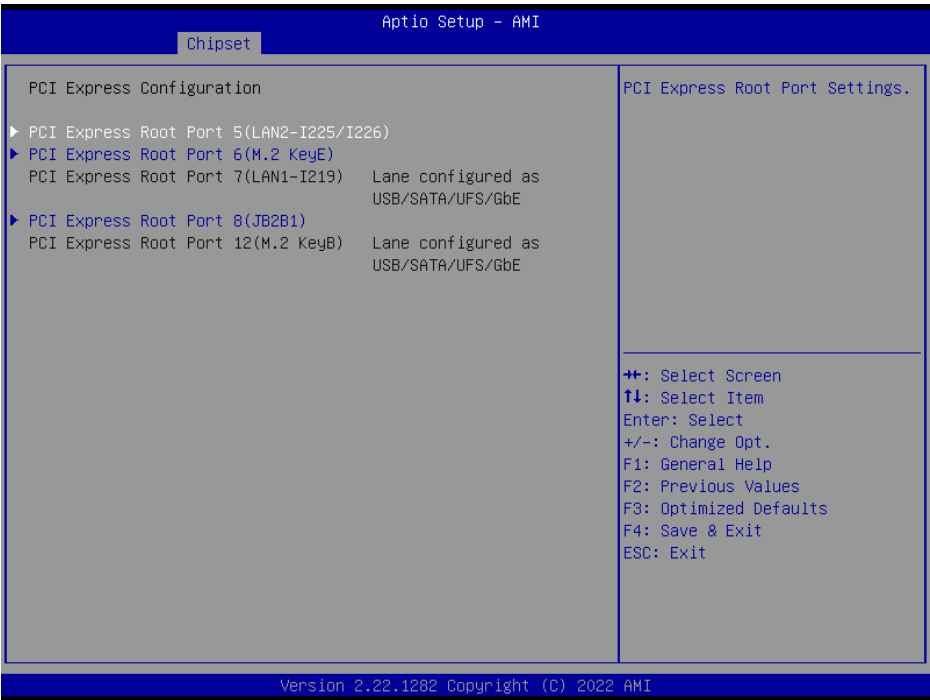 Aptio Setup - AMI
Chipset
PCI Express Configuration
PCI Express Root Port 5(LAN2-I225/I226)
PCI Express Root Port 6(M.2 KeyE)
PCI Express Root Port 7(LAN1-I219) Lane configured as
USB/SATA/UFS/GbE
PCI Express Root Port 8(JB2B1)
PCI Express Root Port 12(M.2 KeyB) Lane configured as
USB/SATA/UFS/GbE
PCI Express Root Port Settings.
→←: Select Screen
↑↓: Select Item
Enter: Select
+/-: Change Opt.
F1: General Help
F2: Previous Values
F3: Optimized Defaults
F4: Save & Exit
ESC: Exit
Version 2.22.1282 Copyright (C) 2022 AMI